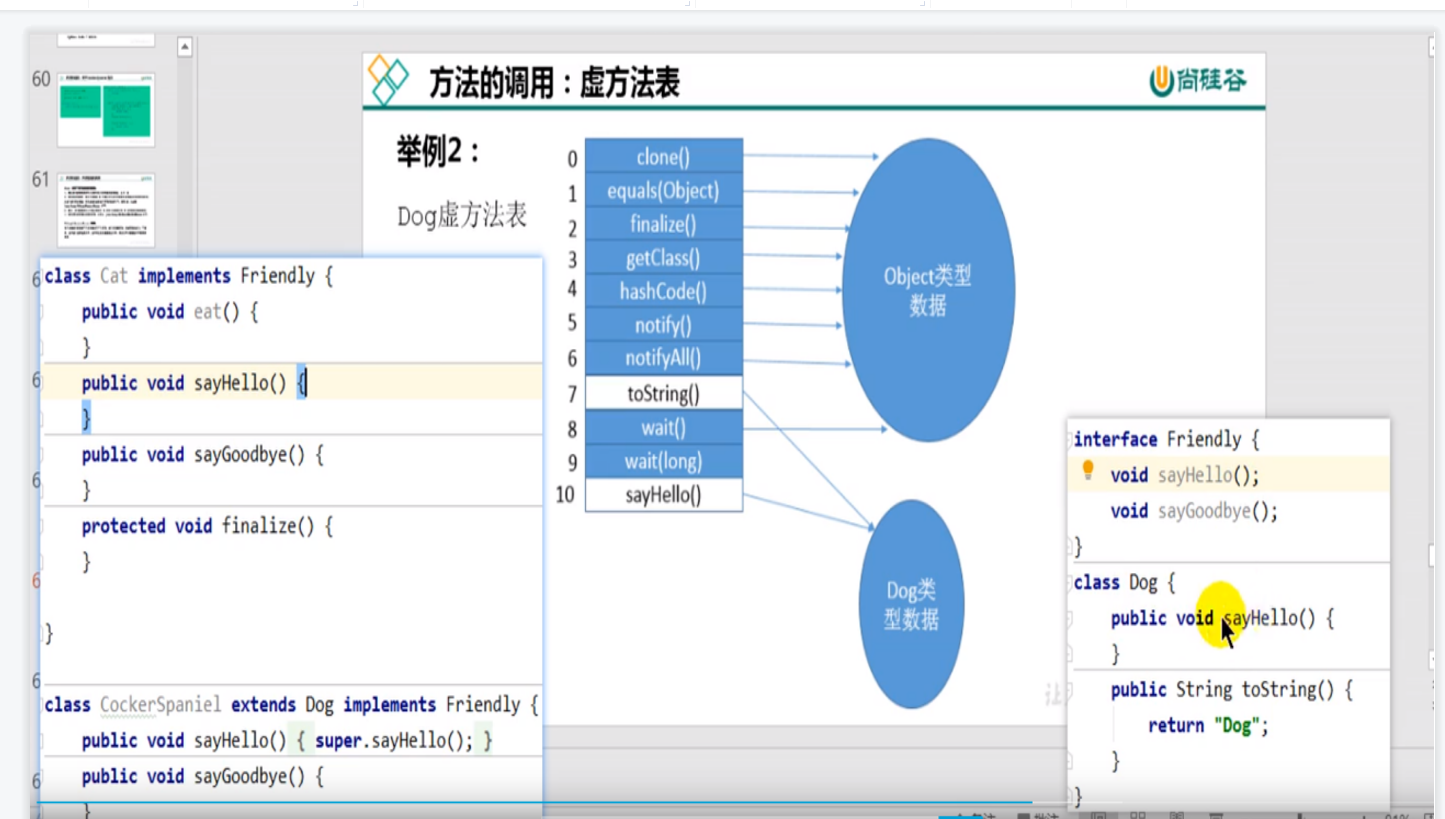 60
61
方法的调用：虚方法表
尚硅谷
举例2：
Dog虚方法表
0 clone()
1 equals(Object)
2 finalize()
3 getClass()
4 hashCode()
5 notify()
6 notifyAll()
7 toString()
8 wait()
9 wait(long)
10 sayHello()
Object类型
数据
Dog类
型数据
class Cat implements Friendly {
public void eat() {
}
public void sayHello() {
}
public void sayGoodbye() {
}
protected void finalize() {
}
}
class CockerSpaniel extends Dog implements Friendly {
public void sayHello() { super.sayHello(); }
public void sayGoodbye() {
}
interface Friendly {
void sayHello();
void sayGoodbye();
}
class Dog {
public void sayHello() {
}
public String toString() {
return "Dog";
}
}